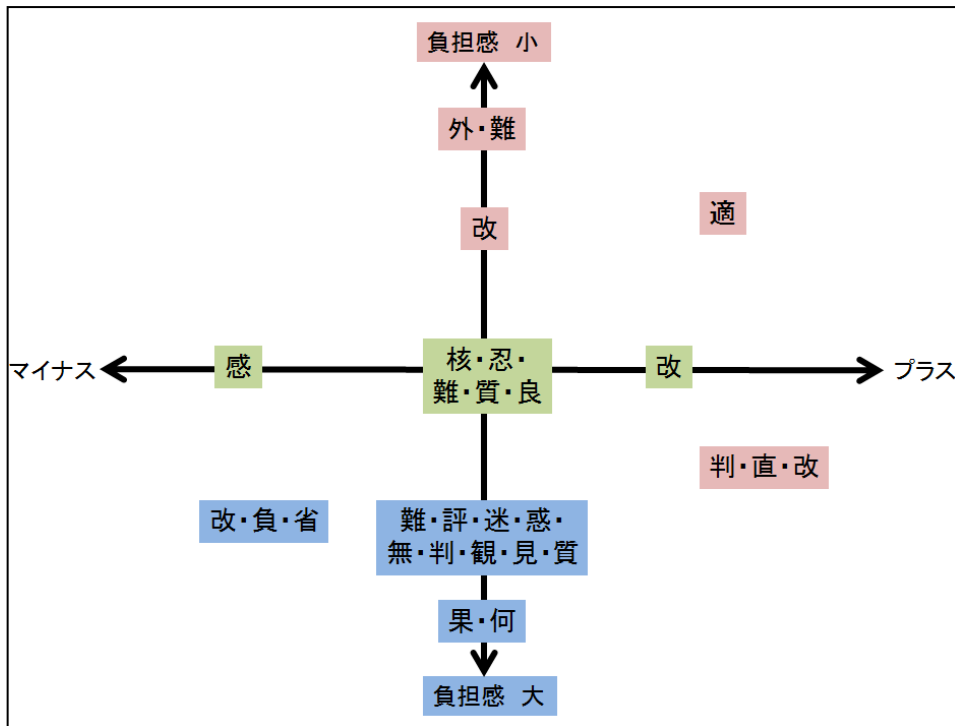 負担感 小
外・難
改
適
マイナス
感
核・忍・
難・質・良
改
プラス
判・直・改
改・負・省
難・評・迷・惑・
無・判・観・見・質
果・何
負担感 大